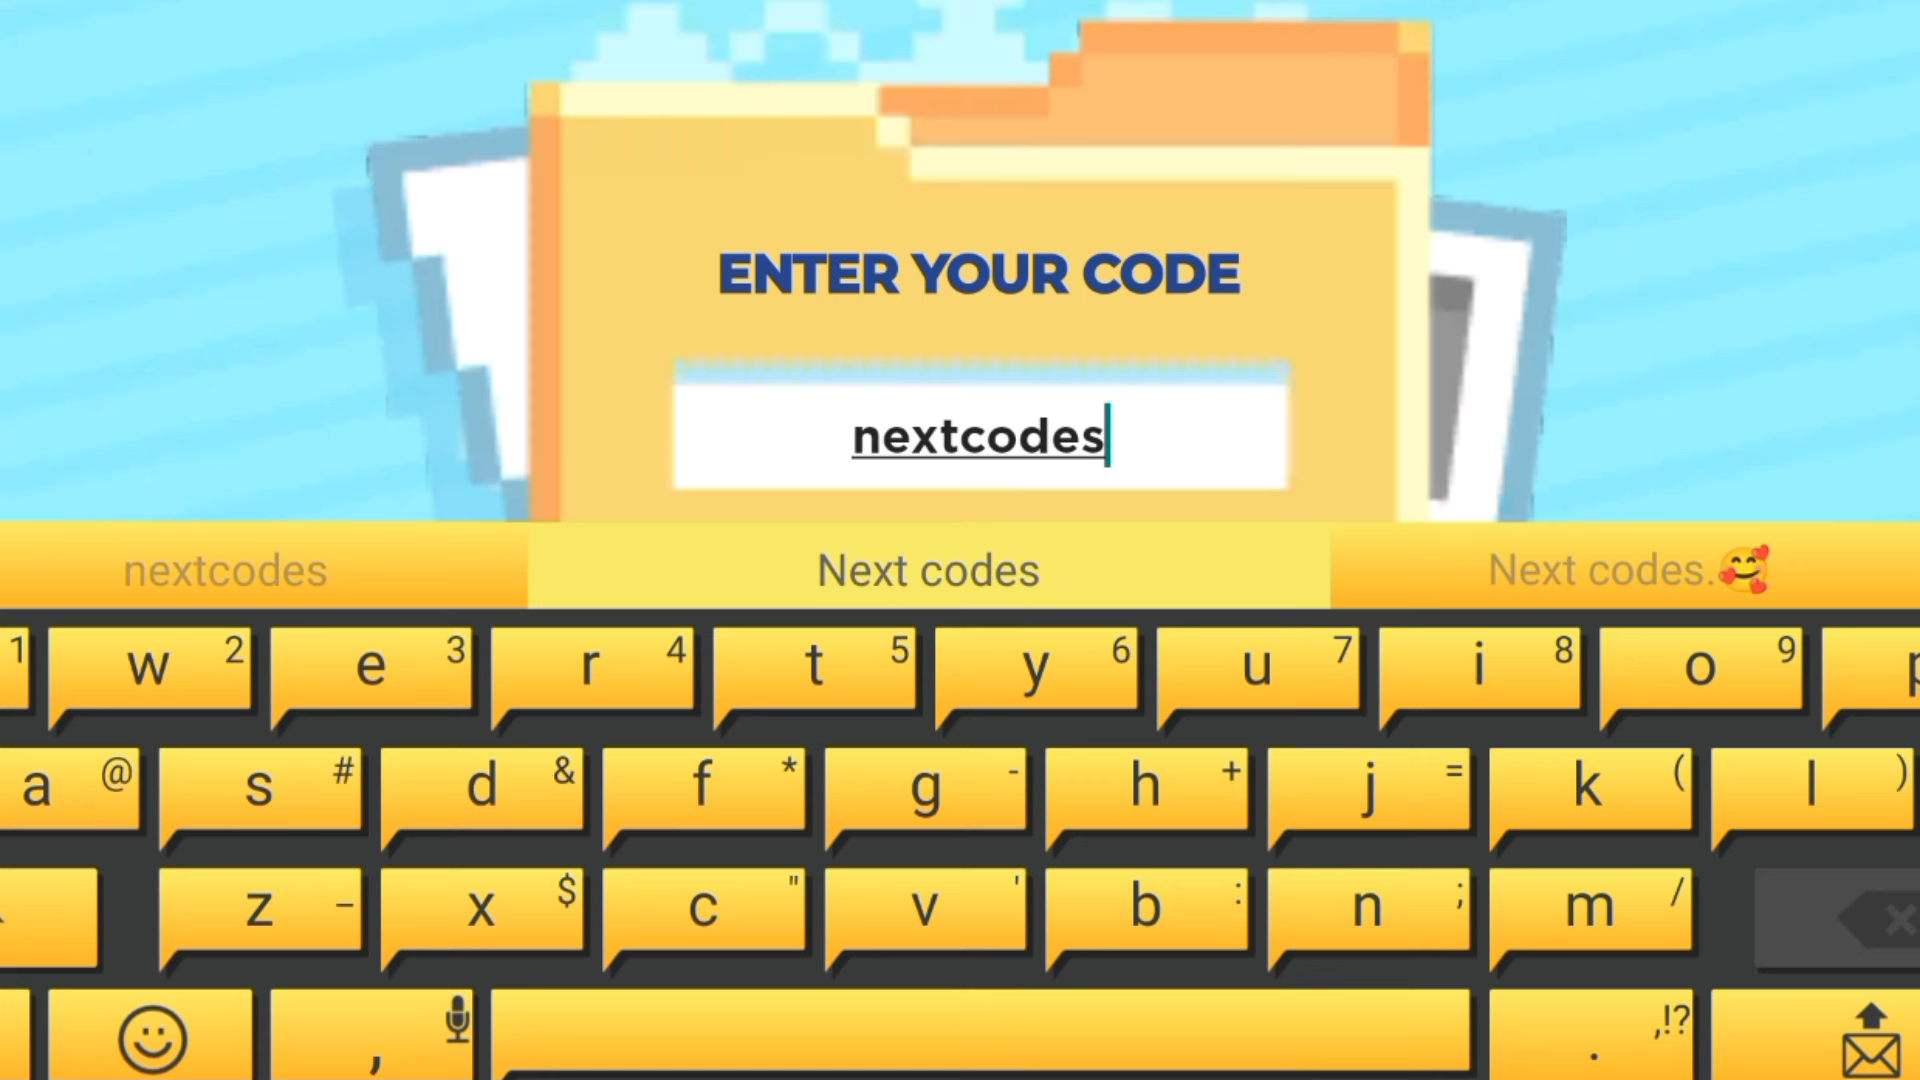 ENTER YOUR CODE
nextcodes
nextcodes Next codes Next codes.🥰
1 w 2 e 3 r 4 t 5 y 6 u 7 i 8 o 9 p
a @ s # d & f * g - h + j = k ( l )
z _ x $ c " v ' b : n ; m /
, . ,!?